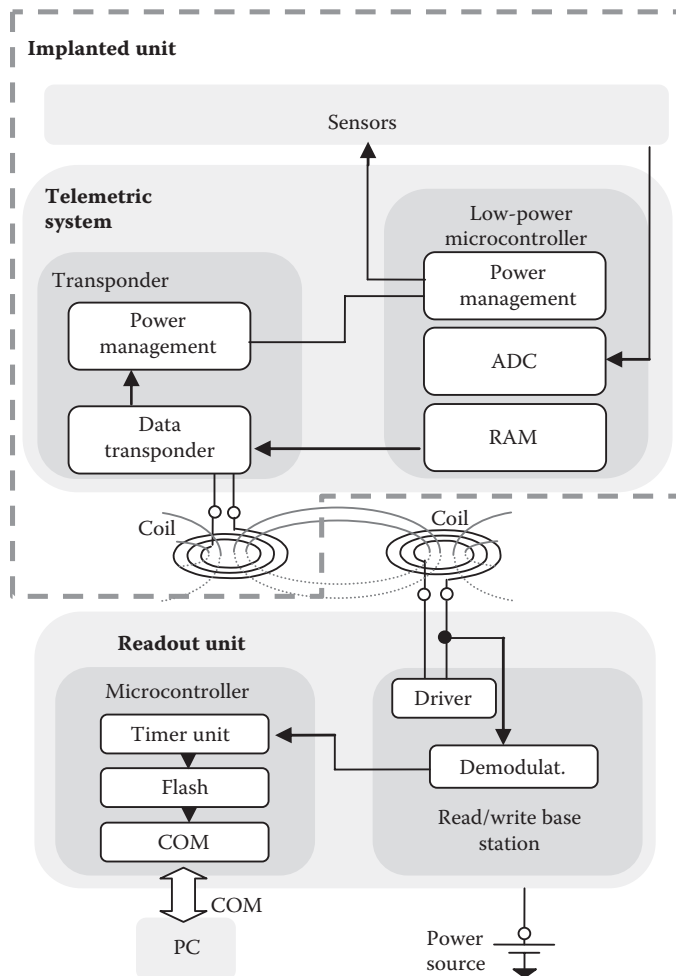 Implanted unit
Sensors
Telemetric
system
Low-power
microcontroller
Transponder
Power
management
Power
management
ADC
Data
transponder
RAM
Coil
Coil
Readout unit
Microcontroller
Driver
Timer unit
Demodulat.
Flash
Read/write base
station
COM
COM
PC
Power
source